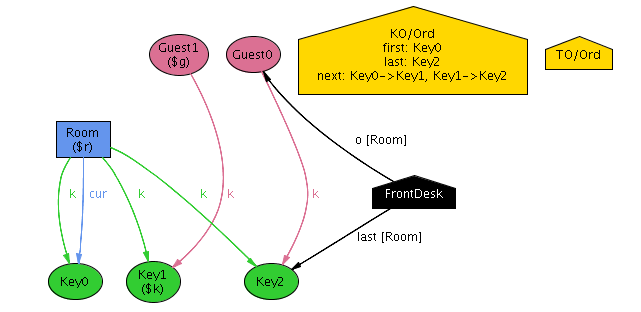 Guest1
($g)
Guest0
KO/Ord
first: Key0
last: Key2
next: Key0->Key1, Key1->Key2
TO/Ord
Room
($r)
o [Room]
k
cur
k
k
k
k
FrontDesk
last [Room]
Key0
Key1
($k)
Key2